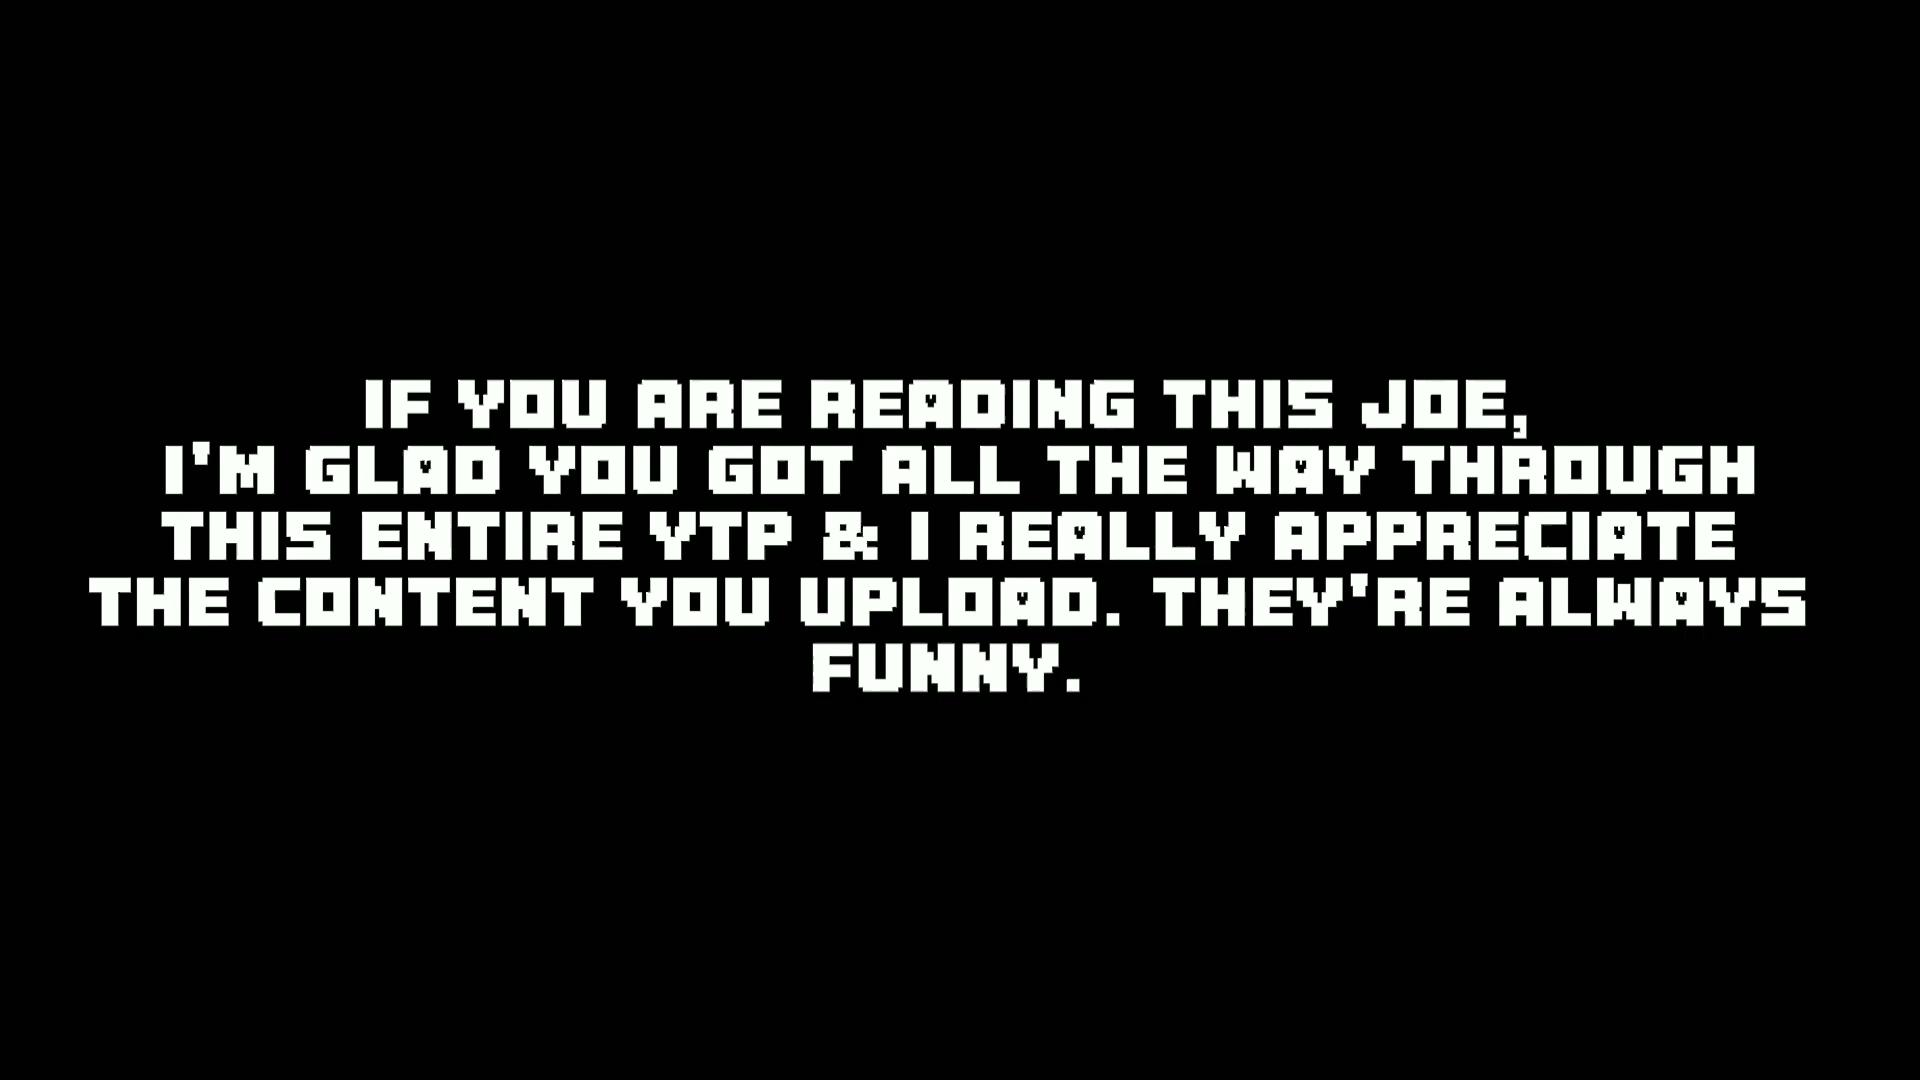 IF YOU ARE READING THIS JOE,
I'M GLAD YOU GOT ALL THE WAY THROUGH
THIS ENTIRE YTP & I REALLY APPRECIATE
THE CONTENT YOU UPLOAD. THEY'RE ALWAYS
FUNNY.